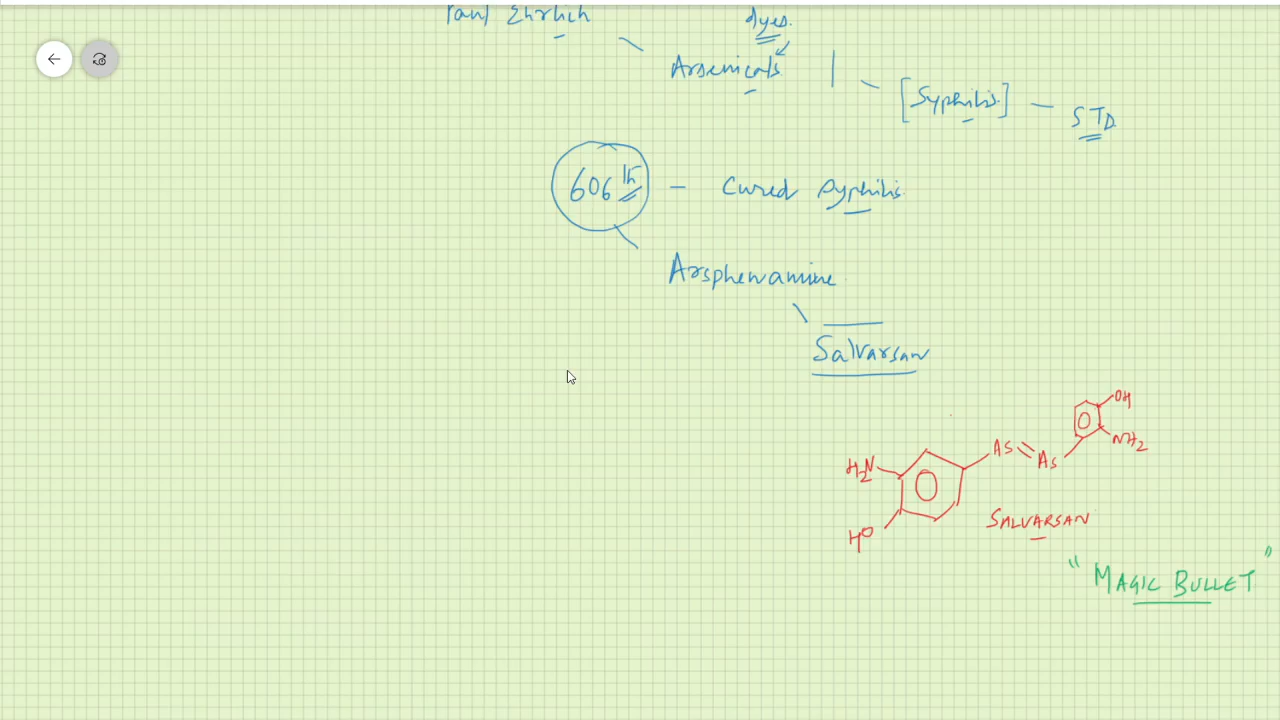 Paul Ehrlich
dyes.
Arsenicals
[Syphilis] - STD
606th - Cured Syphilis
Arsphenamine
Salvarsan
OH
NH2
As = As
H2N
HO
SALVARSAN
"MAGIC BULLET"